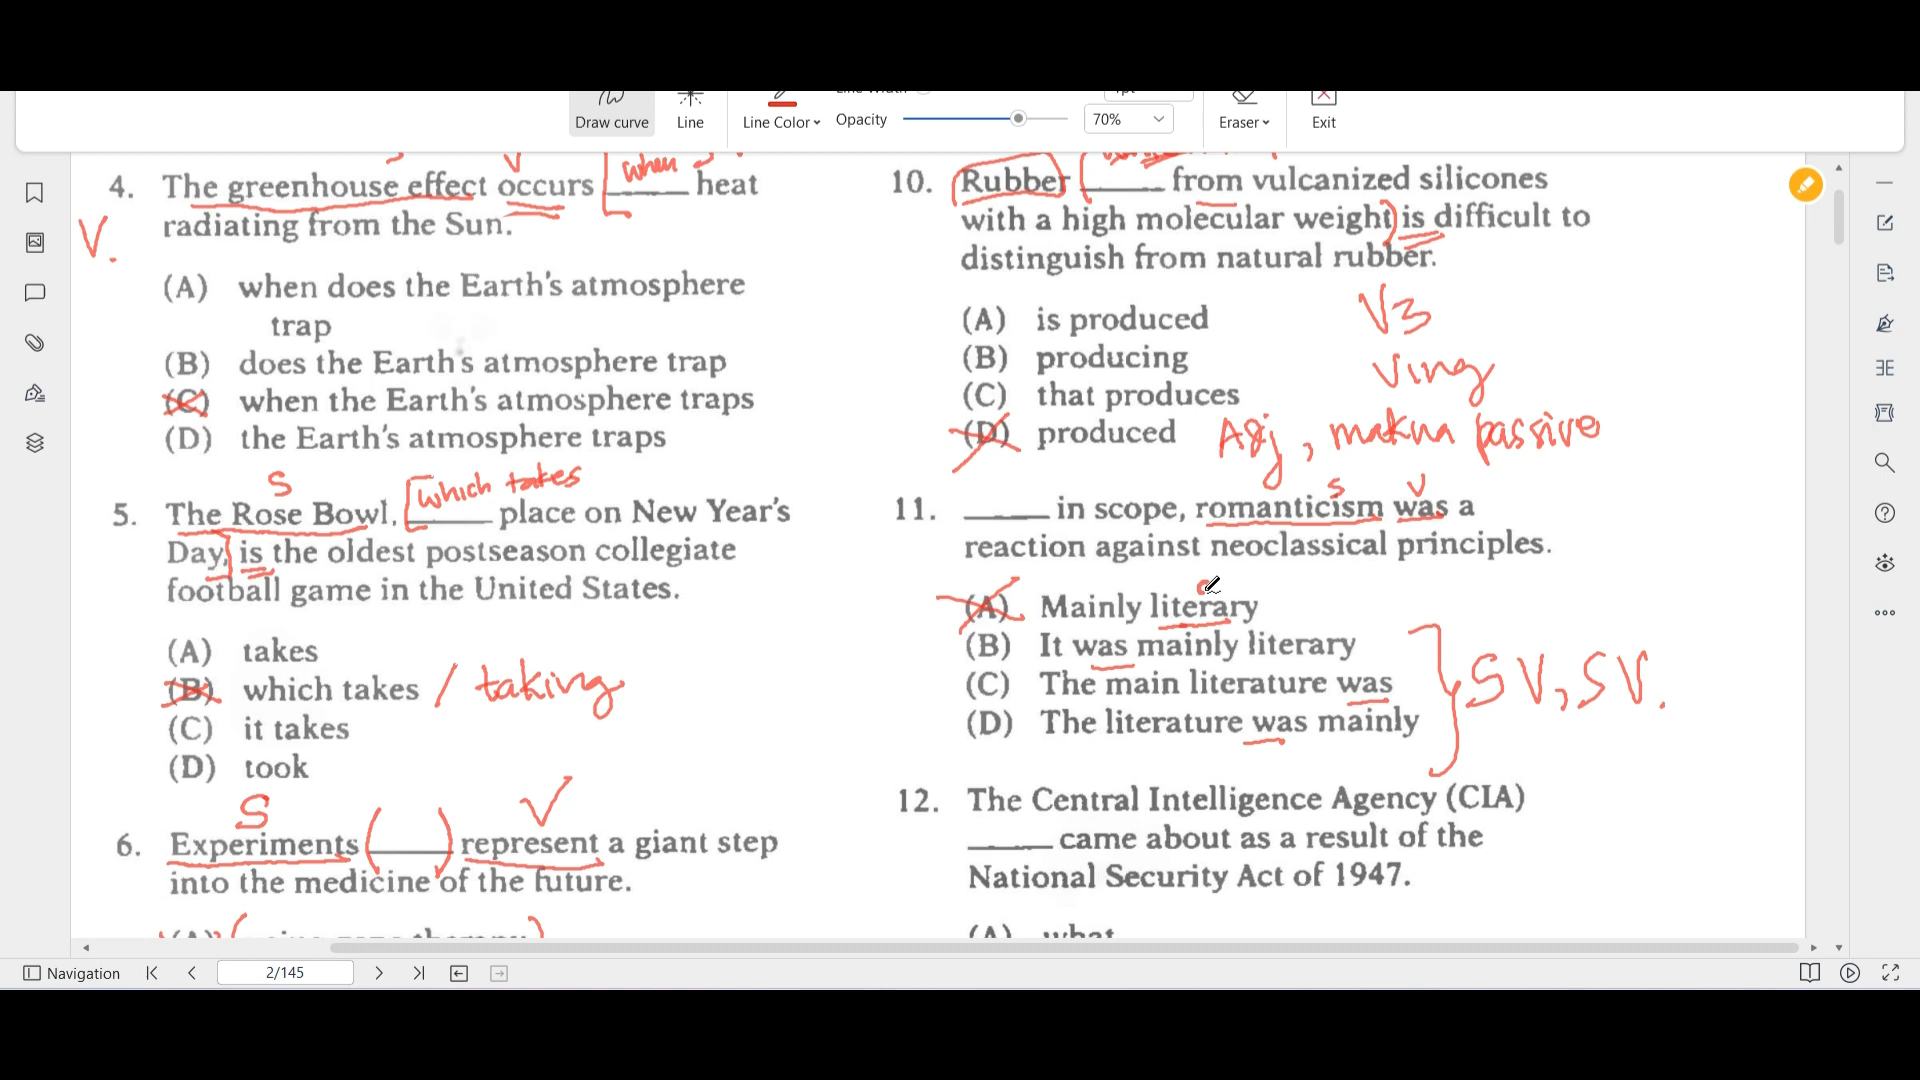 Draw curve
Line
Line Color
Opacity
70%
Eraser
Exit
4. The greenhouse effect occurs ____ heat
when
radiating from the Sun.
V.
(A) when does the Earth's atmosphere
trap
(B) does the Earth's atmosphere trap
(C) when the Earth's atmosphere traps
(D) the Earth's atmosphere traps
S
which takes
5. The Rose Bowl, ____ place on New Year's
Day, is the oldest postseason collegiate
football game in the United States.
(A) takes
(B) which takes / taking
(C) it takes
(D) took
S V
6. Experiments (____) represent a giant step
into the medicine of the future.
10. Rubber ____ from vulcanized silicones
with a high molecular weight) is difficult to
distinguish from natural rubber.
(A) is produced
V3
(B) producing
Ving
(C) that produces
(D) produced Adj, makna passive
S V
11. ____ in scope, romanticism was a
reaction against neoclassical principles.
(A) Mainly literary
(B) It was mainly literary
(C) The main literature was
SV, SV.
(D) The literature was mainly
12. The Central Intelligence Agency (CIA)
____ came about as a result of the
National Security Act of 1947.
(A) what
Navigation
2/145